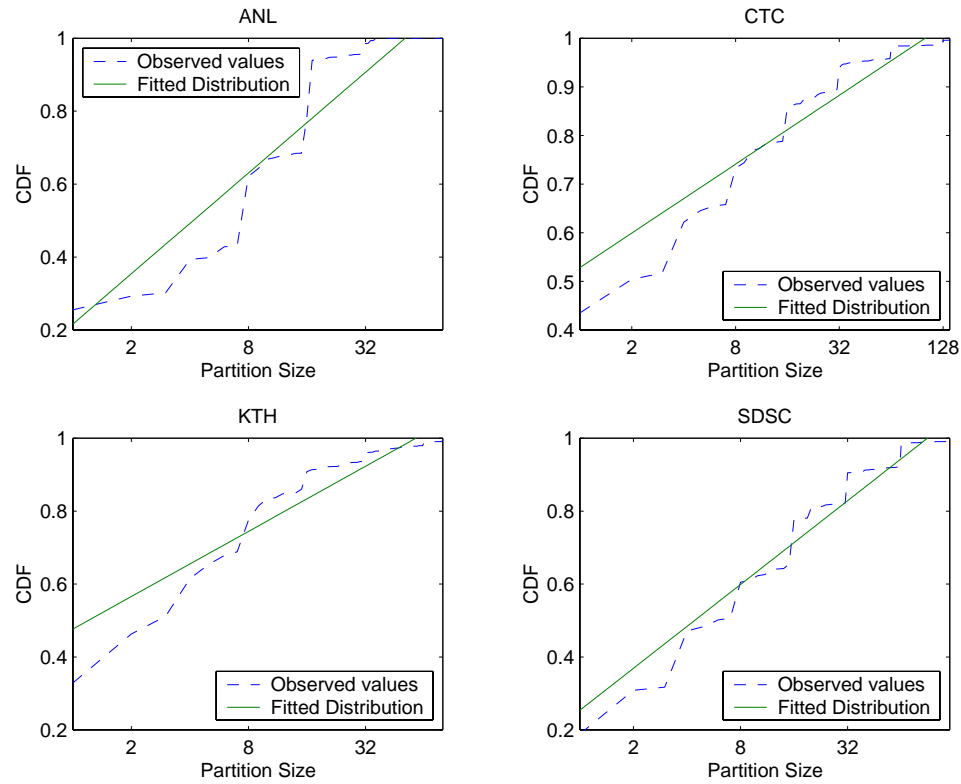 ANL
1
0.8
0.6
0.4
0.2
CDF
Observed values
Fitted Distribution
2 8 32
Partition Size
CTC
1
0.9
0.8
0.7
0.6
0.5
0.4
CDF
Observed values
Fitted Distribution
2 8 32 128
Partition Size
KTH
1
0.8
0.6
0.4
0.2
CDF
Observed values
Fitted Distribution
2 8 32
Partition Size
SDSC
1
0.8
0.6
0.4
0.2
CDF
Observed values
Fitted Distribution
2 8 32
Partition Size